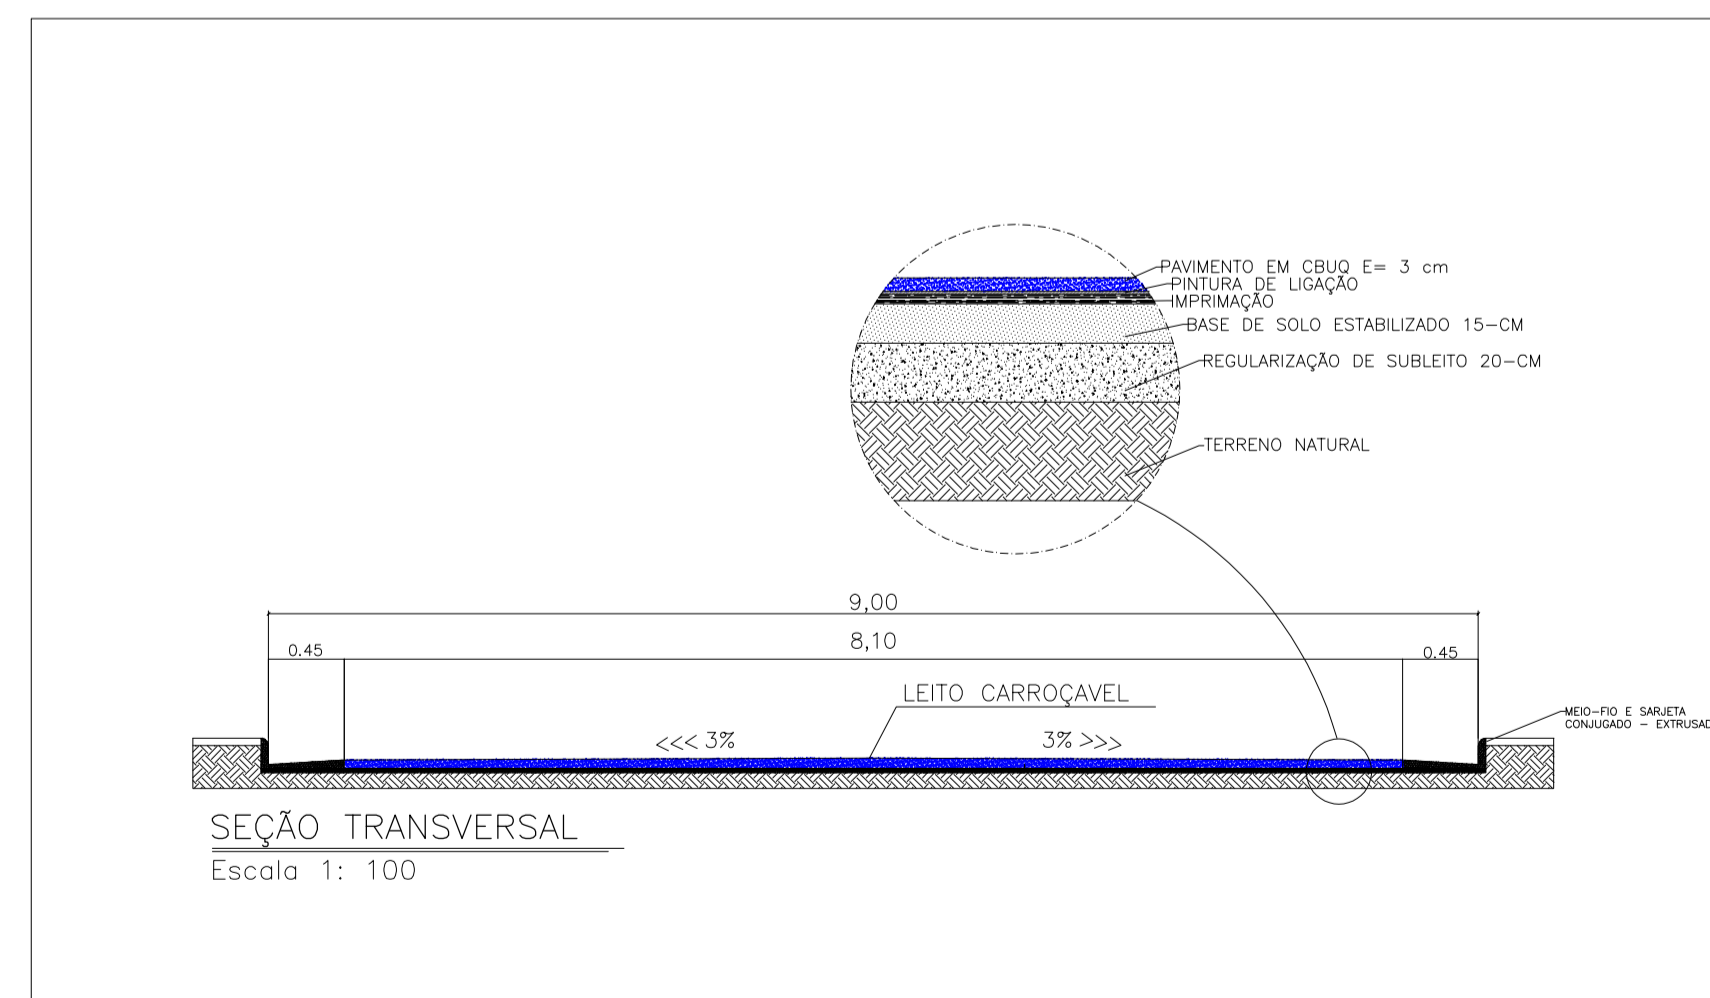 PAVIMENTO EM CBUQ E= 3 cm
PINTURA DE LIGAÇÃO
IMPRIMAÇÃO
BASE DE SOLO ESTABILIZADO 15-CM
REGULARIZAÇÃO DE SUBLEITO 20-CM
TERRENO NATURAL
9,00
8,10
0.45
0.45
LEITO CARROÇAVEL
MEIO-FIO E SARJETA
CONJUGADO - EXTRUSAD
<<< 3%
3% >>>
SEÇÃO TRANSVERSAL
Escala 1: 100